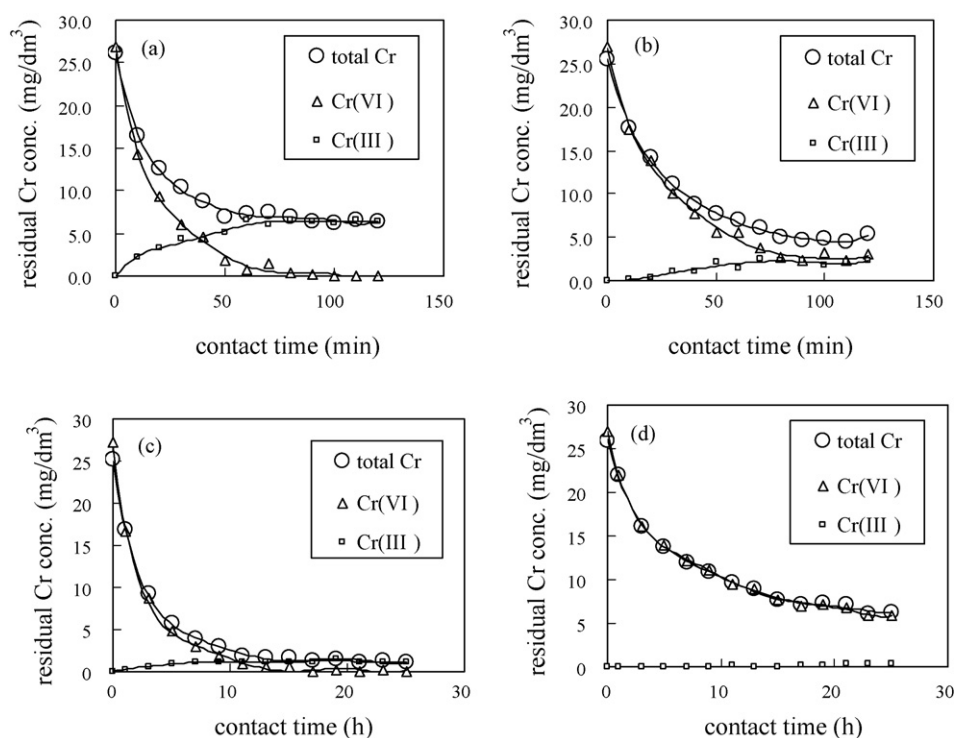 residual Cr conc. (mg/dm³)
30.0
25.0
20.0
15.0
10.0
5.0
0.0
(a)
total Cr
Cr(VI )
Cr(III )
0
50
100
150
contact time (min)
residual Cr conc. (mg/dm³)
30.0
25.0
20.0
15.0
10.0
5.0
0.0
(b)
total Cr
Cr(VI )
Cr(III )
0
50
100
150
contact time (min)
residual Cr conc. (mg/dm³)
30
25
20
15
10
5
0
(c)
total Cr
Cr(VI )
Cr(III )
0
10
20
30
contact time (h)
residual Cr conc. (mg/dm³)
30
25
20
15
10
5
0
(d)
total Cr
Cr(VI )
Cr(III )
0
10
20
30
contact time (h)